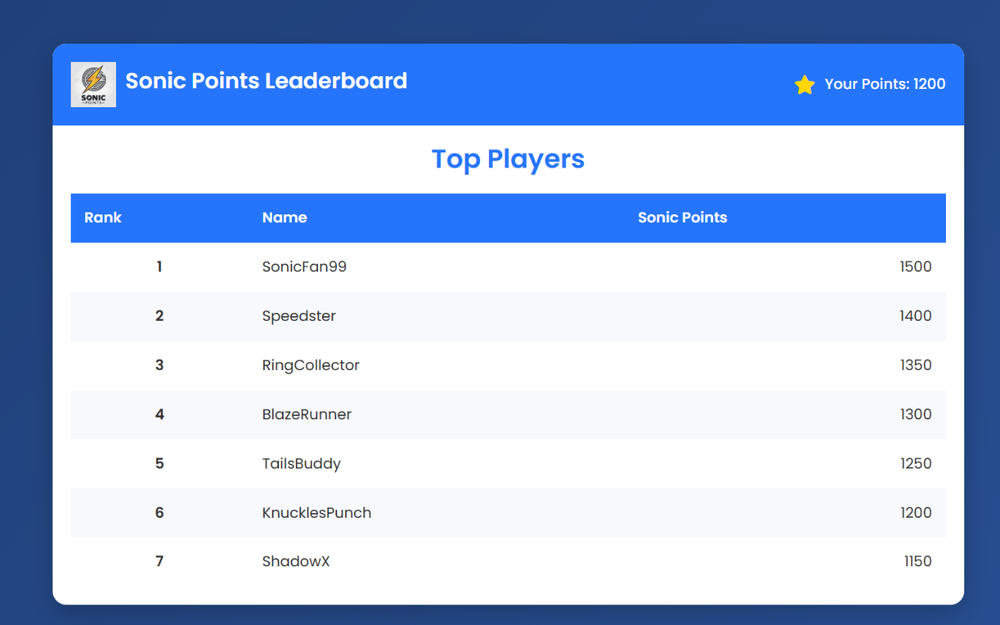 SONIC
-POINTS-
Sonic Points Leaderboard
Your Points: 1200
Top Players
Rank Name Sonic Points
1 SonicFan99 1500
2 Speedster 1400
3 RingCollector 1350
4 BlazeRunner 1300
5 TailsBuddy 1250
6 KnucklesPunch 1200
7 ShadowX 1150